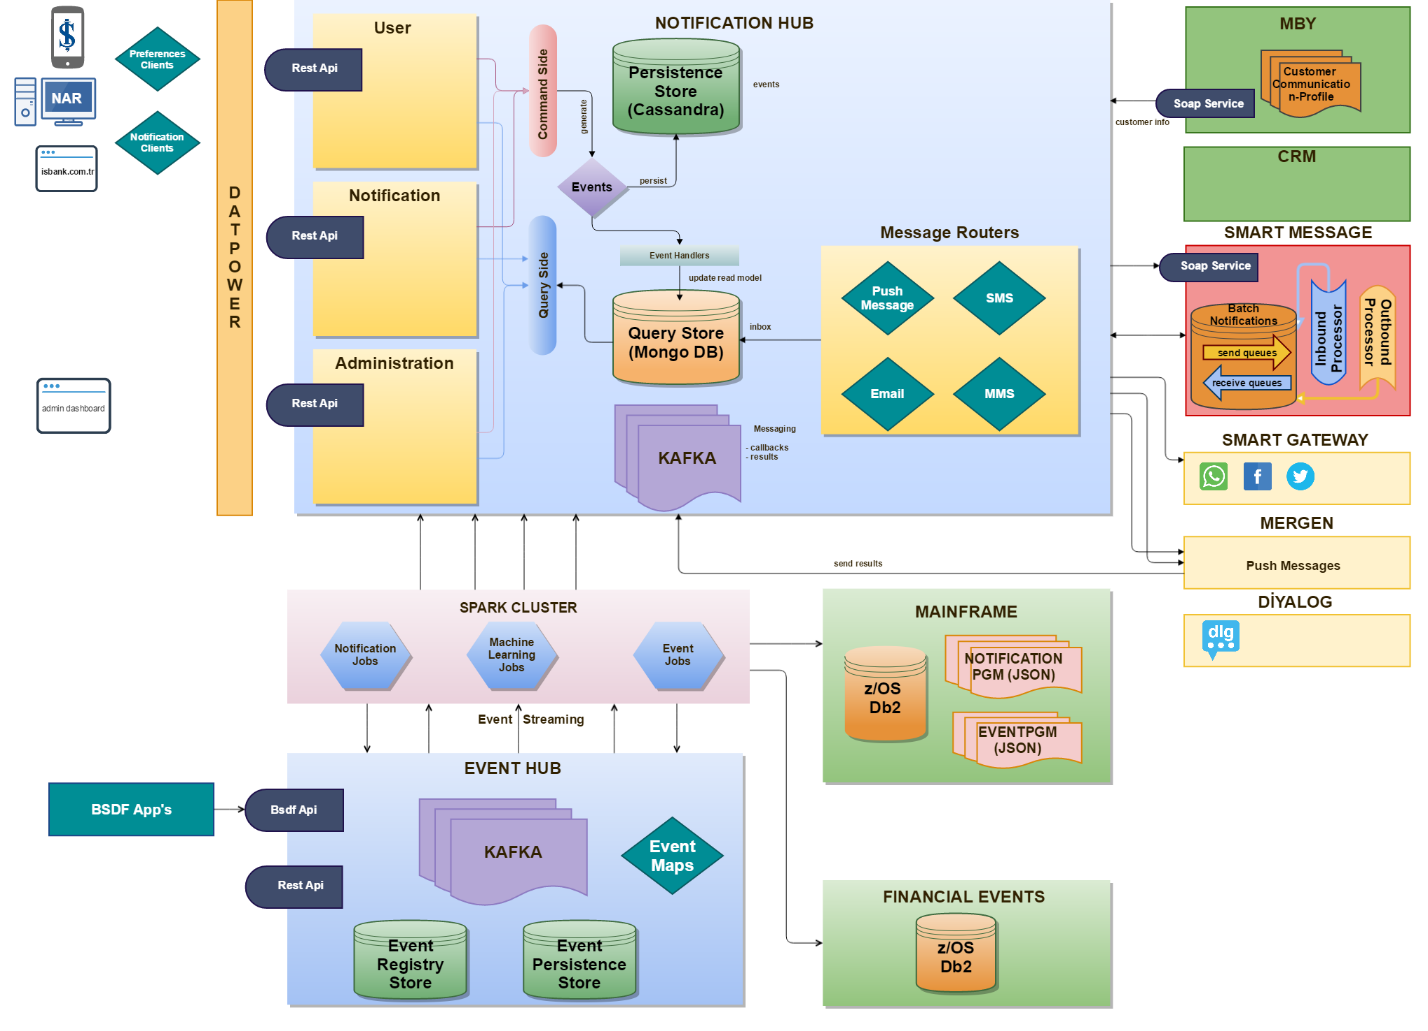 $
NAR
isbank.com.tr
admin dashboard
Preferences
Clients
Notification
Clients
D
A
T
P
O
W
E
R
NOTIFICATION HUB
User
Rest Api
Notification
Rest Api
Administration
Rest Api
Command Side
Query Side
generate
Persistence
Store
(Cassandra)
events
Events
persist
Event Handlers
update read model
Query Store
(Mongo DB)
inbox
KAFKA
Messaging
- callbacks
- results
Message Routers
Push
Message
SMS
Email
MMS
MBY
Customer
Communicatio
n-Profile
Soap Service
customer info
CRM
SMART MESSAGE
Soap Service
Batch
Notifications
send queues
receive queues
Inbound
Processor
Outbound
Processor
SMART GATEWAY
f
MERGEN
Push Messages
send results
DİYALOG
dlg
SPARK CLUSTER
Notification
Jobs
Machine
Learning
Jobs
Event
Jobs
Event Streaming
MAINFRAME
z/OS
Db2
NOTIFICATION
PGM (JSON)
EVENTPGM
(JSON)
EVENT HUB
BSDF App's
Bsdf Api
Rest Api
KAFKA
Event
Maps
Event
Registry
Store
Event
Persistence
Store
FINANCIAL EVENTS
z/OS
Db2